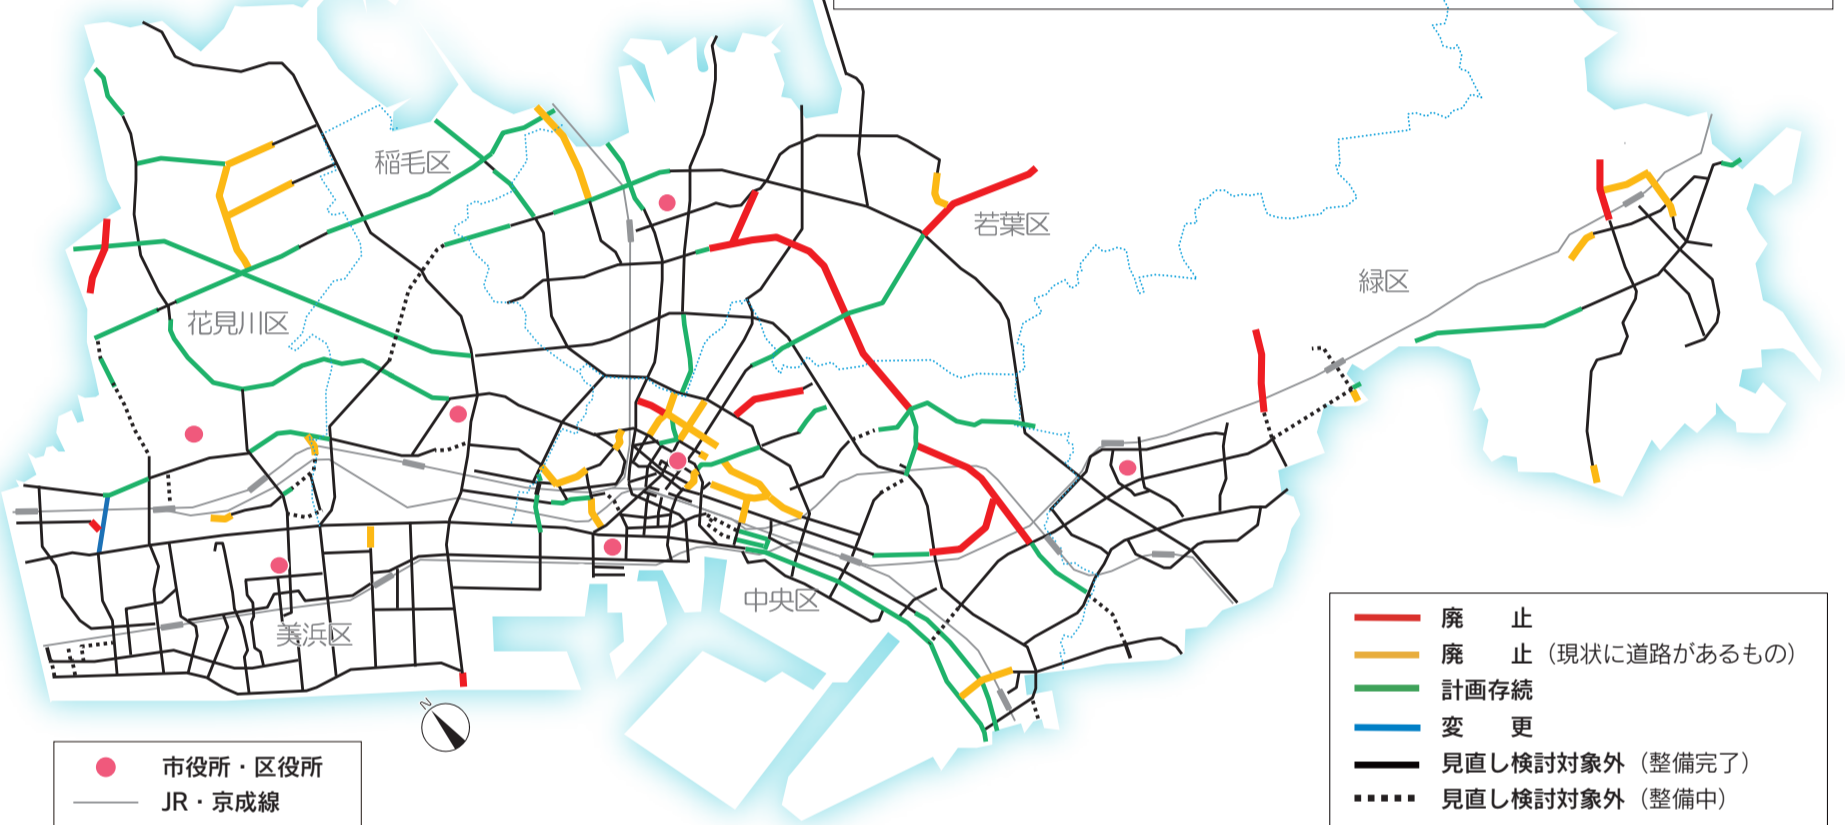 稲毛区
若葉区
緑区
花見川区
中央区
美浜区
N
市役所・区役所
JR・京成線
廃　　止
廃　　止（現状に道路があるもの）
計画存続
変　　更
見直し検討対象外（整備完了）
見直し検討対象外（整備中）